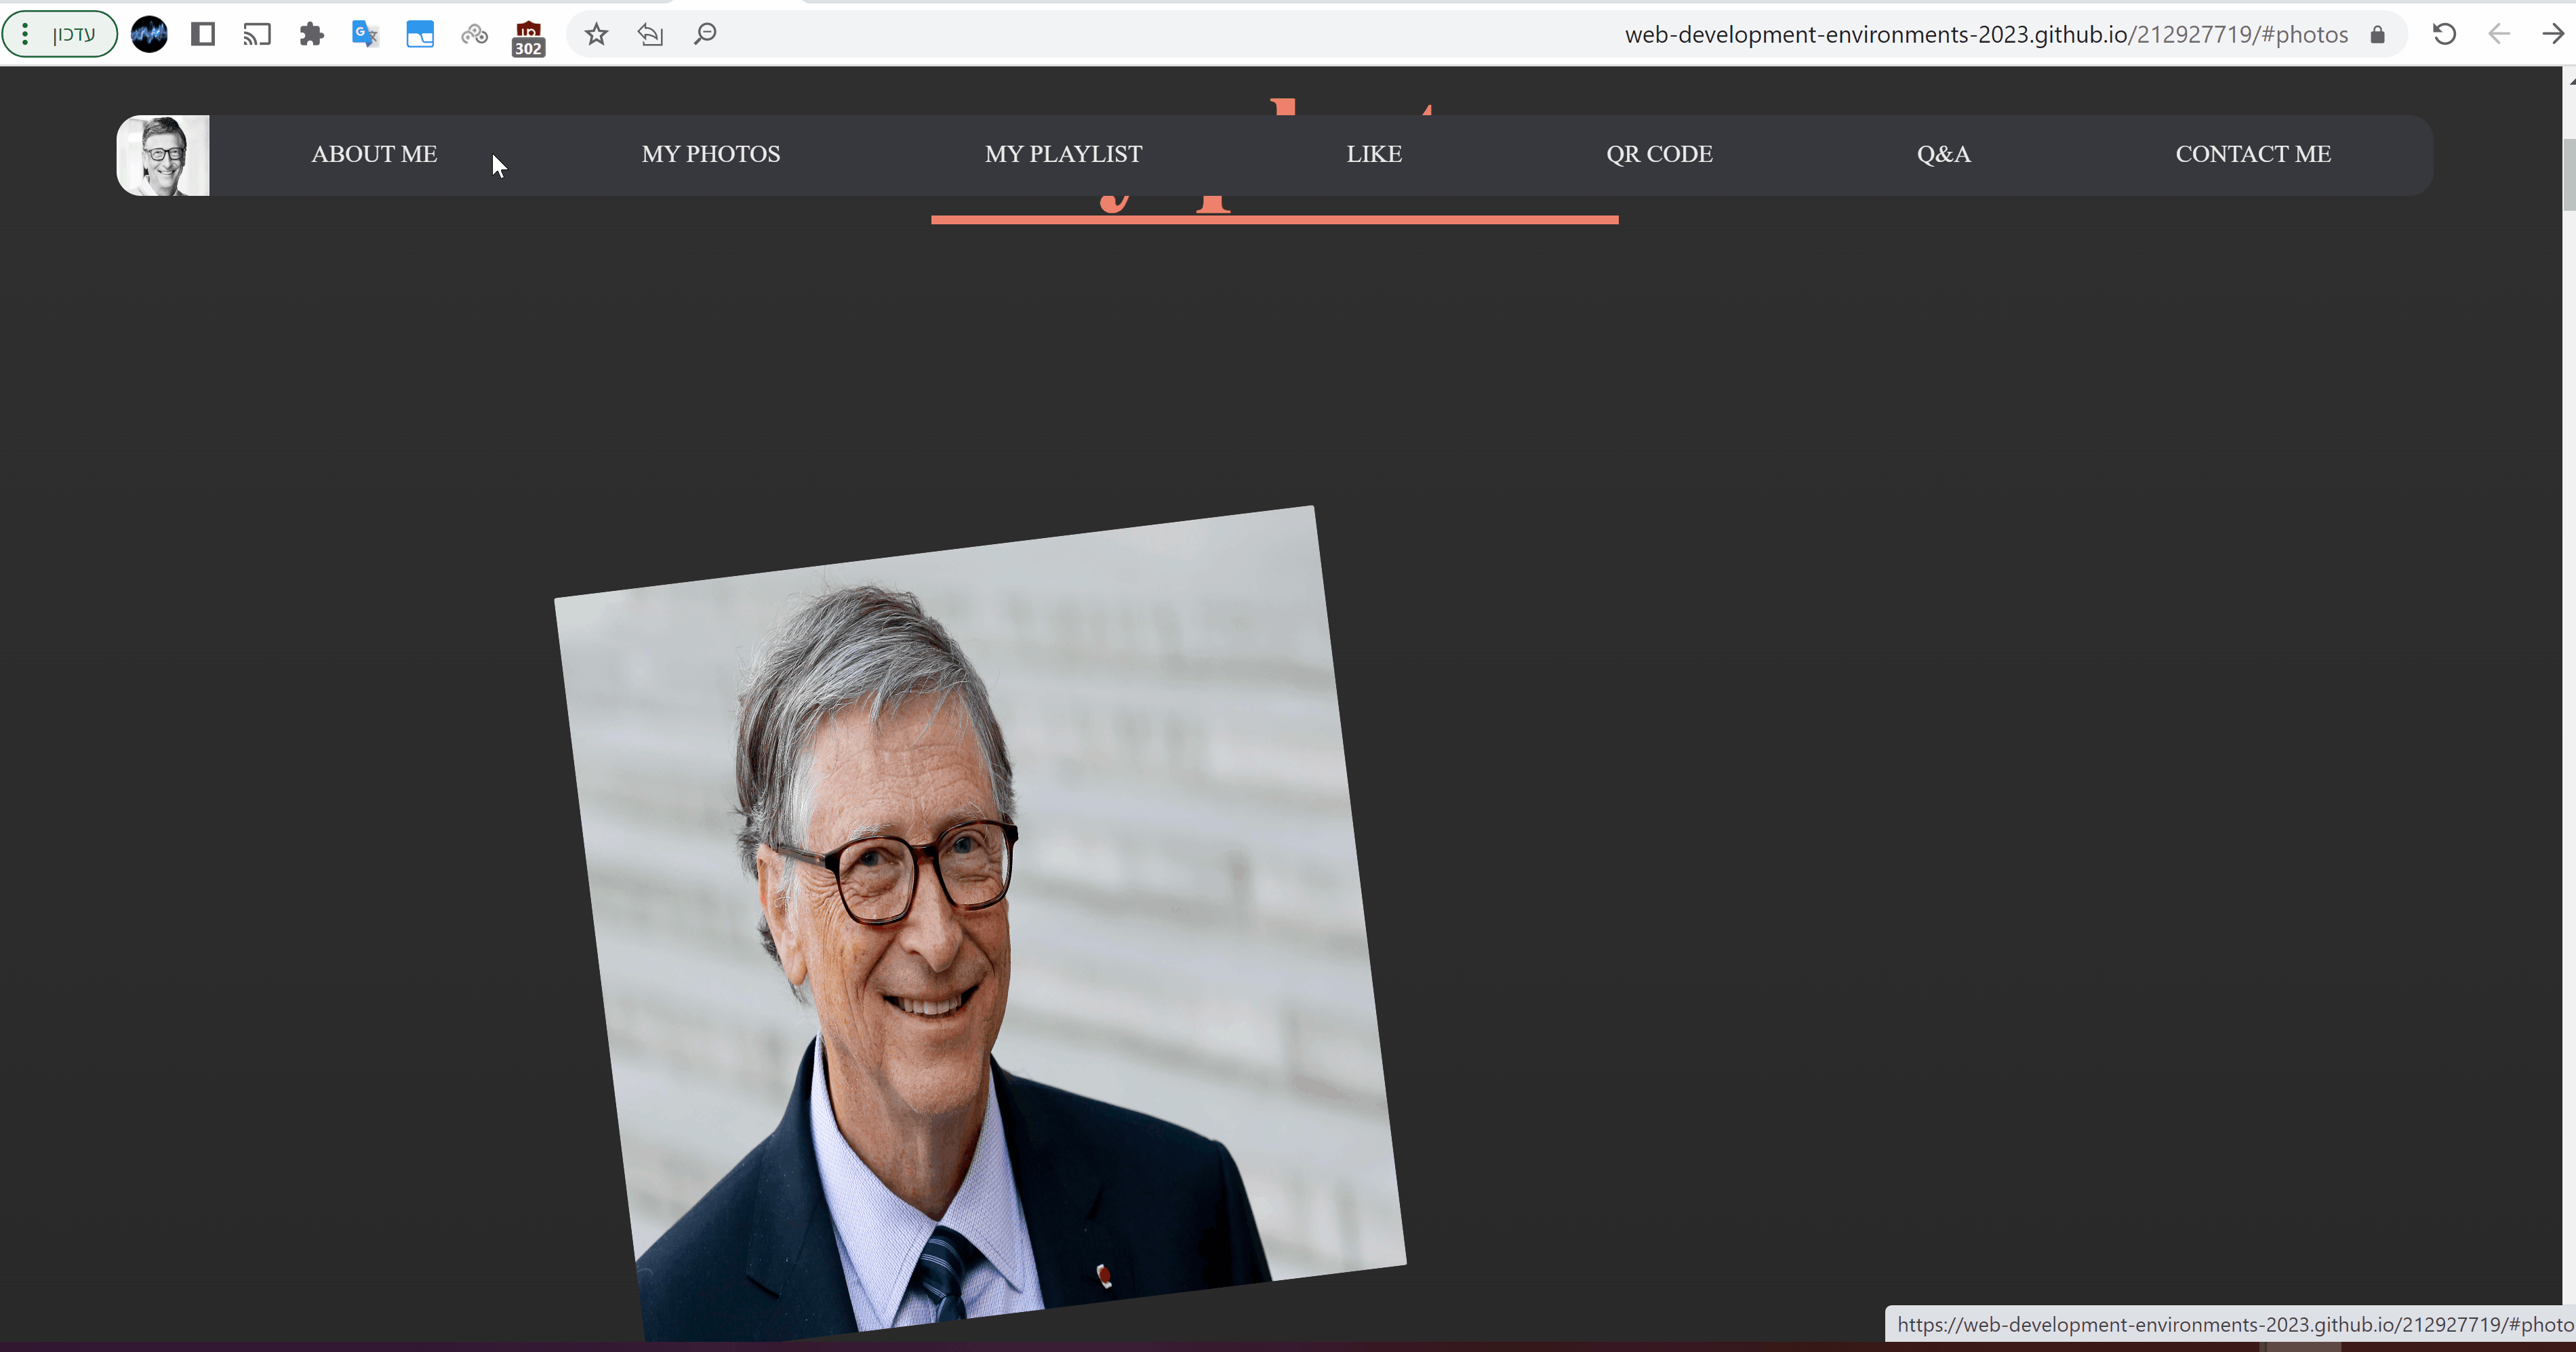 עדכון
302
web-development-environments-2023.github.io/212927719/#photos
ABOUT ME
MY PHOTOS
MY PLAYLIST
LIKE
QR CODE
Q&A
CONTACT ME
https://web-development-environments-2023.github.io/212927719/#photo